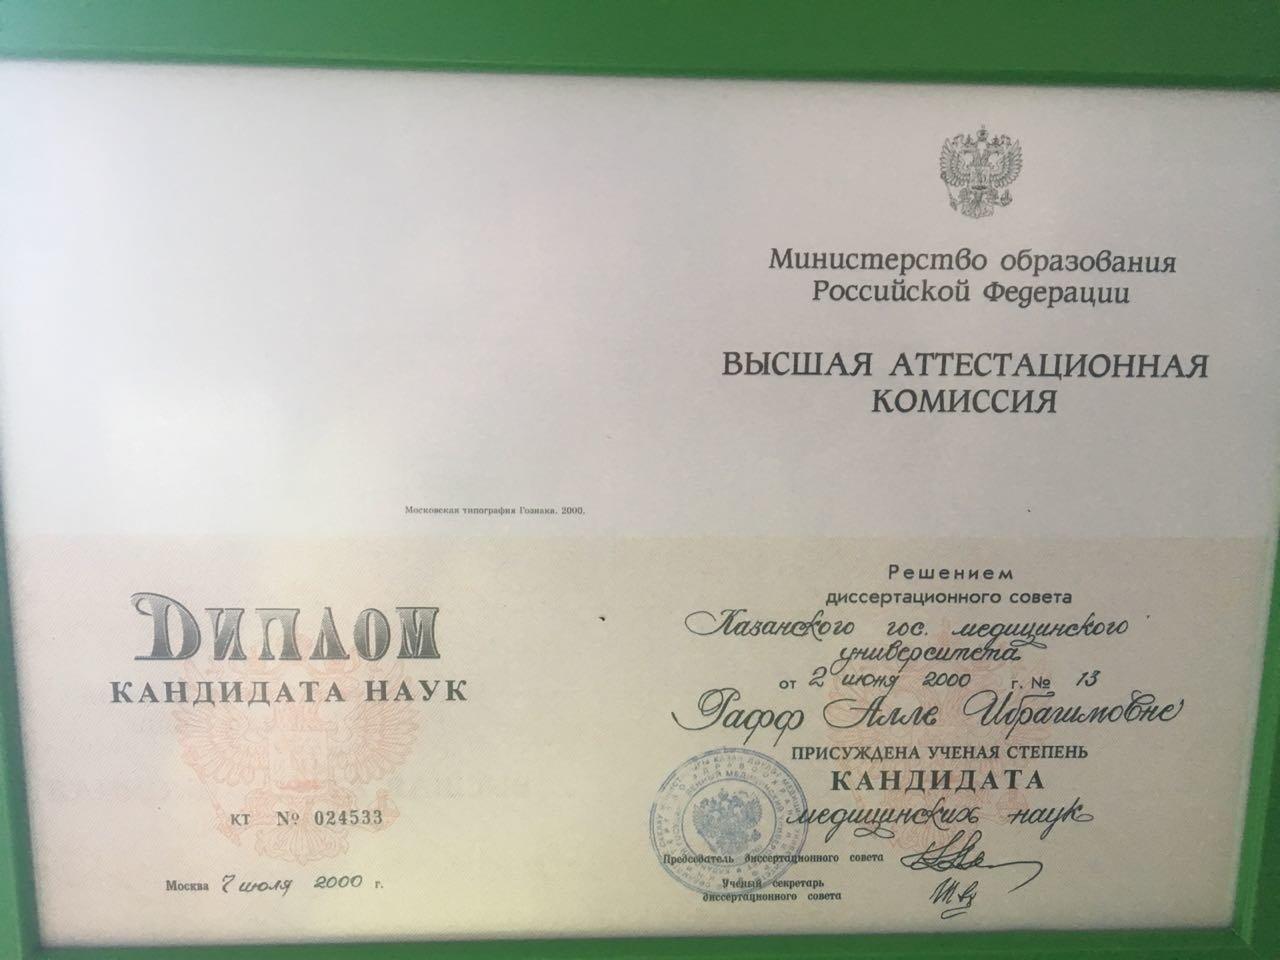 Министерство образования
Российской Федерации
ВЫСШАЯ АТТЕСТАЦИОННАЯ
КОМИССИЯ
Московская типография Гознака. 2000.
ДИПЛОМ
КАНДИДАТА НАУК
КТ № 024533
Москва 7 июля 2000 г.
Решением
диссертационного совета
Казанского гос. медицинского
университета
от 2 июня 2000 г. № 13
Рафф Алле Ибрагимовне
ПРИСУЖДЕНА УЧЕНАЯ СТЕПЕНЬ
КАНДИДАТА
медицинских наук
Председатель диссертационного совета
Ученый секретарь
диссертационного совета